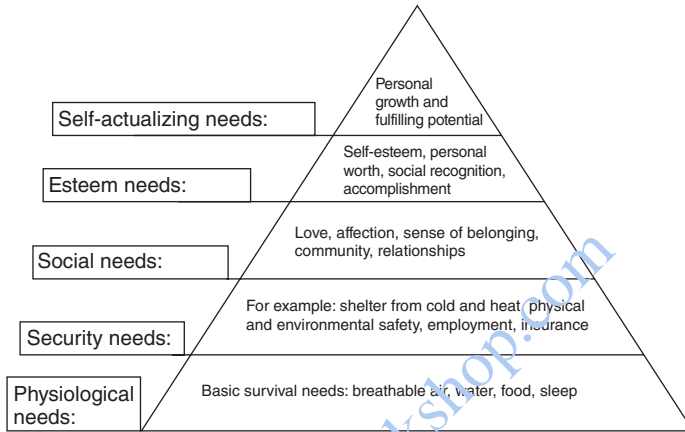 Personal
growth and
fulfilling potential
Self-actualizing needs:
Self-esteem, personal
worth, social recognition,
accomplishment
Esteem needs:
Love, affection, sense of belonging,
community, relationships
Social needs:
For example: shelter from cold and heat, physical
and environmental safety, employment, insurance
Security needs:
Basic survival needs: breathable air, water, food, sleep
Physiological
needs:
kshop.com